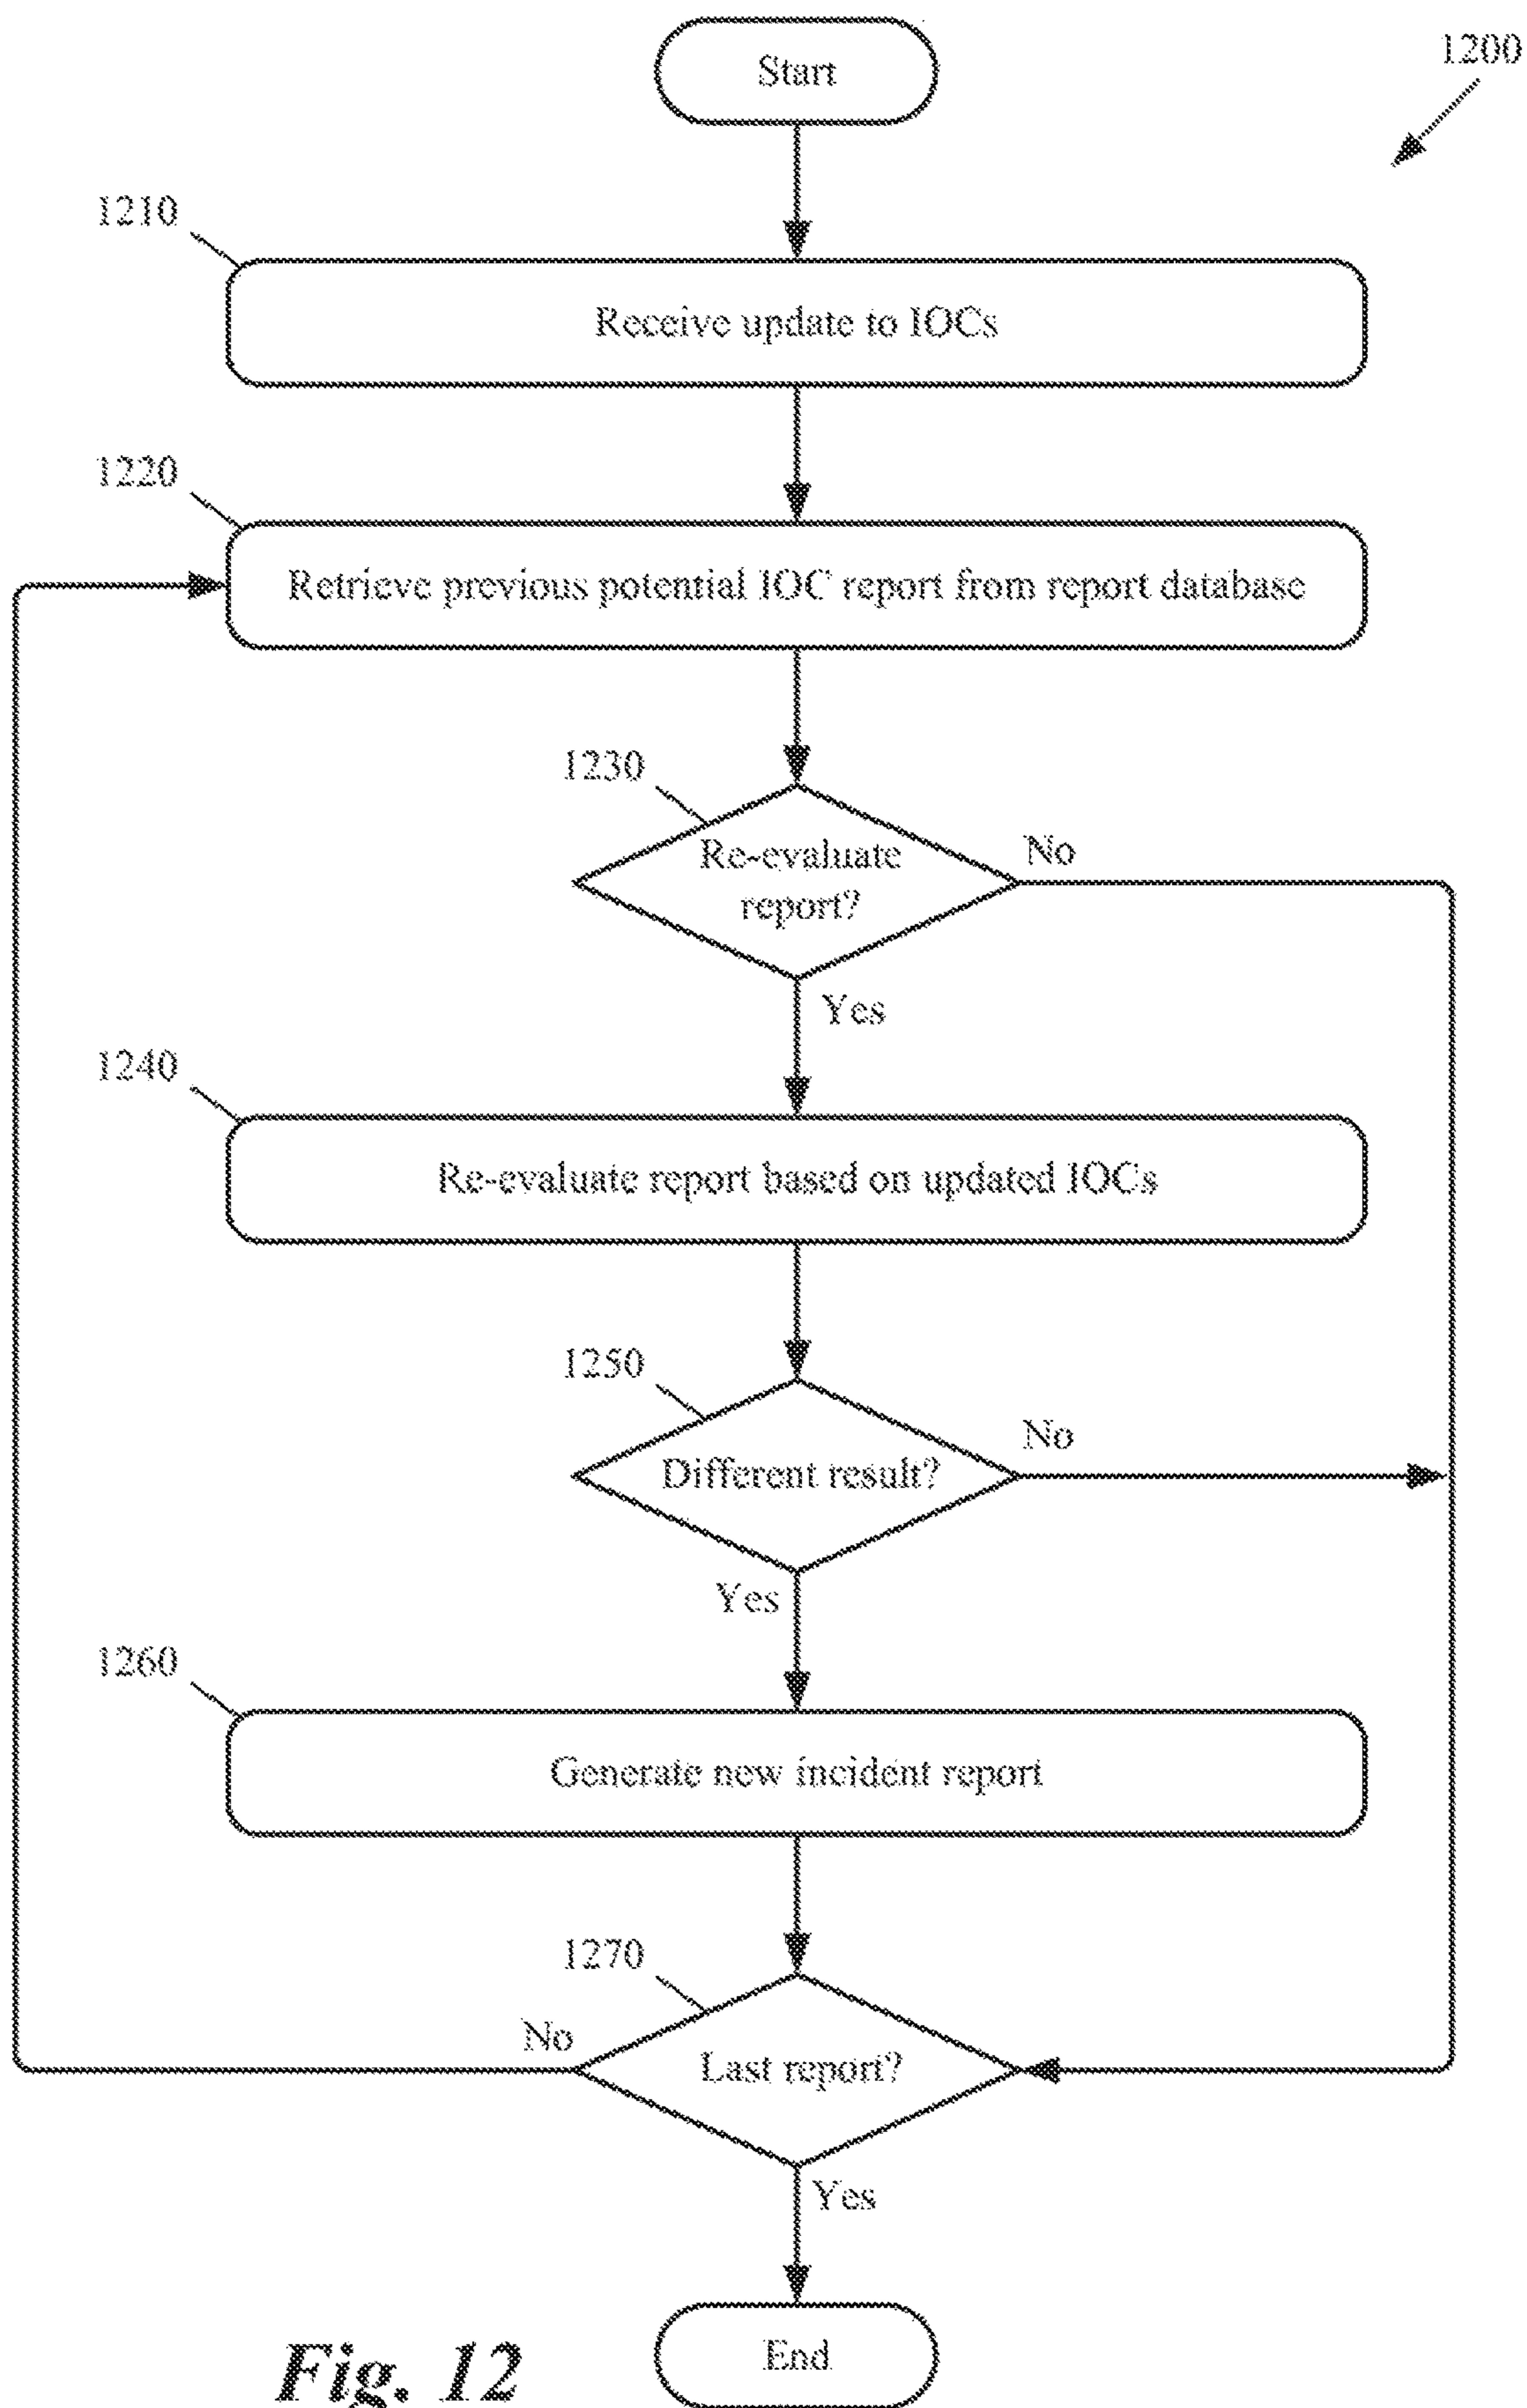 Start
1200
1210
Receive update to IOCs
1220
Retrieve previous potential IOC report from report database
1230
Re-evaluate
report?
No
Yes
1240
Re-evaluate report based on updated IOCs
1250
Different result?
No
Yes
1260
Generate new incident report
1270
No
Last report?
Yes
End
Fig. 12